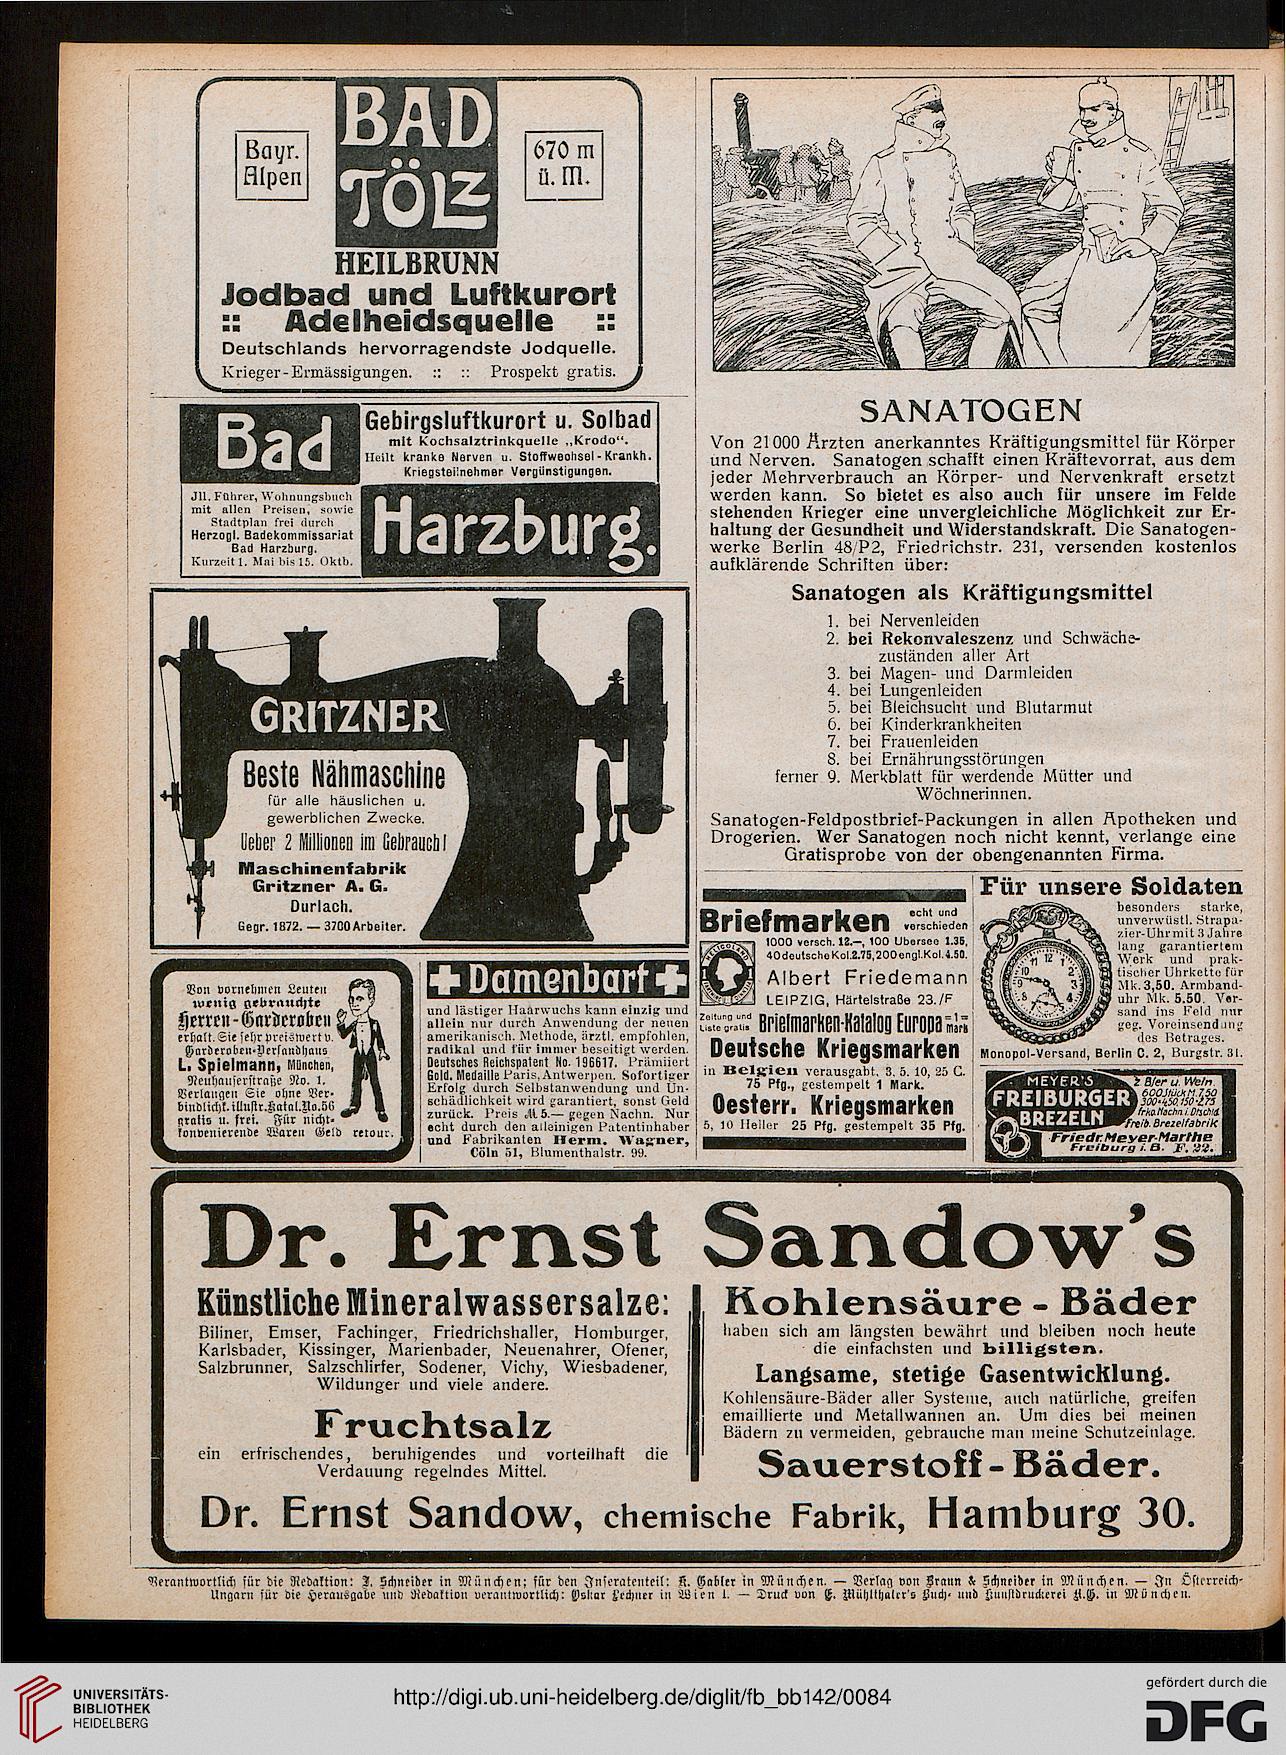 Bayr.
Alpen
BAD
TÖLZ
670 m
ü. M.
HEILBRUNN
Jodbad und Luftkurort
:: Adelheidsquelle ::
Deutschlands hervorragendste Jodquelle.
Krieger-Ermässigungen. :: :: Prospekt gratis.
Bad
Gebirgsluftkurort u. Solbad
mit Kochsalztrinkquelle „Krodo“.
Heilt kranke Nerven u. Stoffwechsel-Krankh.
Kriegsteilnehmer Vergünstigungen.
Jll. Führer, Wohnungsbuch
mit allen Preisen, sowie
Stadtplan frei durch
Herzogl. Badekommissariat
Bad Harzburg.
Kurzeit 1. Mai bis 15. Oktb.
Harzburg.
GRITZNER
Beste Nähmaschine
für alle häuslichen u.
gewerblichen Zwecke.
Ueber 2 Millionen im Gebrauch!
Maschinenfabrik
Gritzner A. G.
Durlach.
Gegr. 1872. — 3700 Arbeiter.
Von vornehmen Leuten
wenig gebrauchte
Herren-Garderoben
erhalt. Sie sehr preiswert v.
Garderoben-Versandhaus
L. Spielmann, München,
Neuhauserstraße No. 1.
Verlangen Sie ohne Ver-
bindlicht. illustr. Katal. No. 56
gratis u. frei. Für nicht-
konvenierende Waren Geld retour.
Damenbart
und lästiger Haarwuchs kann einzig und
allein nur durch Anwendung der neuen
amerikanisch. Methode, ärztl. empfohlen,
radikal und für immer beseitigt werden.
Deutsches Reichspatent No. 196617. Prämiiert
Gold. Medaille Paris, Antwerpen. Sofortiger
Erfolg durch Selbstanwendung und Un-
schädlichkeit wird garantiert, sonst Geld
zurück. Preis ℳ 5.— gegen Nachn. Nur
echt durch den alleinigen Patentinhaber
und Fabrikanten Herm. Wagner,
Cöln 51, Blumenthalstr. 99.
SANATOGEN
Von 21000 Ärzten anerkanntes Kräftigungsmittel für Körper
und Nerven. Sanatogen schafft einen Kräftevorrat, aus dem
jeder Mehrverbrauch an Körper- und Nervenkraft ersetzt
werden kann. So bietet es also auch für unsere im Felde
stehenden Krieger eine unvergleichliche Möglichkeit zur Er-
haltung der Gesundheit und Widerstandskraft. Die Sanatogen-
werke Berlin 48/P2, Friedrichstr. 231, versenden kostenlos
aufklärende Schriften über:
Sanatogen als Kräftigungsmittel
1. bei Nervenleiden
2. bei Rekonvaleszenz und Schwäche-
zuständen aller Art
3. bei Magen- und Darmleiden
4. bei Lungenleiden
5. bei Bleichsucht und Blutarmut
6. bei Kinderkrankheiten
7. bei Frauenleiden
8. bei Ernährungsstörungen
ferner 9. Merkblatt für werdende Mütter und
Wöchnerinnen.
Sanatogen-Feldpostbrief-Packungen in allen Apotheken und
Drogerien. Wer Sanatogen noch nicht kennt, verlange eine
Gratisprobe von der obengenannten Firma.
Briefmarken echt und
verschieden
1000 versch. 12.–, 100 Übersee 1.35,
40 deutsche Kol. 2.75, 200 engl. Kol. 4.50.
HELIGOLAND
Albert Friedemann
LEIPZIG, Härtelstraße 23./F
Zeitung und
Liste gratis
Briefmarken-Katalog Europa =1=
mark
Deutsche Kriegsmarken
in Belgien verausgabt. 3, 5, 10, 25 C.
75 Pfg., gestempelt 1 Mark.
Oesterr. Kriegsmarken
5, 10 Heller 25 Pfg. gestempelt 35 Pfg.
Für unsere Soldaten
besonders starke,
unverwüstl. Strapa-
zier-Uhr mit 3 Jahre
lang garantiertem
Werk und prak-
tischer Uhrkette für
Mk. 3,50. Armband-
uhr Mk. 5.50. Ver-
sand ins Feld nur
geg. Voreinsendung
des Betrages.
Monopol-Versand, Berlin C. 2, Burgstr. 31.
MEYER'S
FREIBURGER
BREZELN
z Bier u. Wein
600 Stück M. 7.50
300=4.50 150=2.75
frko. Nachn i. Dtschld.
Freib. Brezelfabrik
Friedr. Meyer-Marthe
Freiburg i. B. F. 22.
Dr. Ernst Sandow's
Künstliche Mineralwassersalze:
Biliner, Emser, Fachinger, Friedrichshaller, Homburger,
Karlsbader, Kissinger, Marienbader, Neuenahrer, Ofener,
Salzbrunner, Salzschlirfer, Sodener, Vichy, Wiesbadener,
Wildunger und viele andere.
Fruchtsalz
ein erfrischendes, beruhigendes und vorteilhaft die
Verdauung regelndes Mittel.
Kohlensäure-Bäder
haben sich am längsten bewährt und bleiben noch heute
die einfachsten und billigsten.
Langsame, stetige Gasentwicklung.
Kohlensäure-Bäder aller Systeme, auch natürliche, greifen
emaillierte und Metallwannen an. Um dies bei meinen
Bädern zu vermeiden, gebrauche man meine Schutzeinlage.
Sauerstoff-Bäder.
Dr. Ernst Sandow, chemische Fabrik, Hamburg 30.
Verantwortlich für die Redaktion: J. Schneider in München; für den Inseratenteil: K. Gabler in München. — Verlag von Braun & Schneider in München. — In Österreich-
Ungarn für die Herausgabe und Redaktion verantwortlich: Oskar Lechner in Wien I. — Druck von E. Mühlthaler's Buch- und Kunstdruckerei A.G. in München.
UNIVERSITÄTS-
BIBLIOTHEK
HEIDELBERG
http://digi.ub.uni-heidelberg.de/diglit/fb_bb142/0084
gefördert durch die
DFG